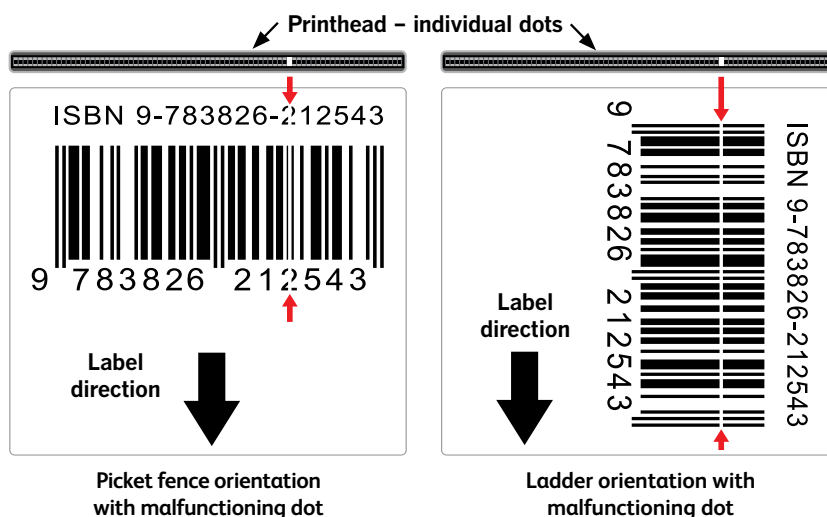 Printhead – individual dots
ISBN 9-783826-212543
9 783826 212543
Label
direction
Picket fence orientation
with malfunctioning dot
9 783826 212543
ISBN 9-783826-212543
Label
direction
Ladder orientation with
malfunctioning dot